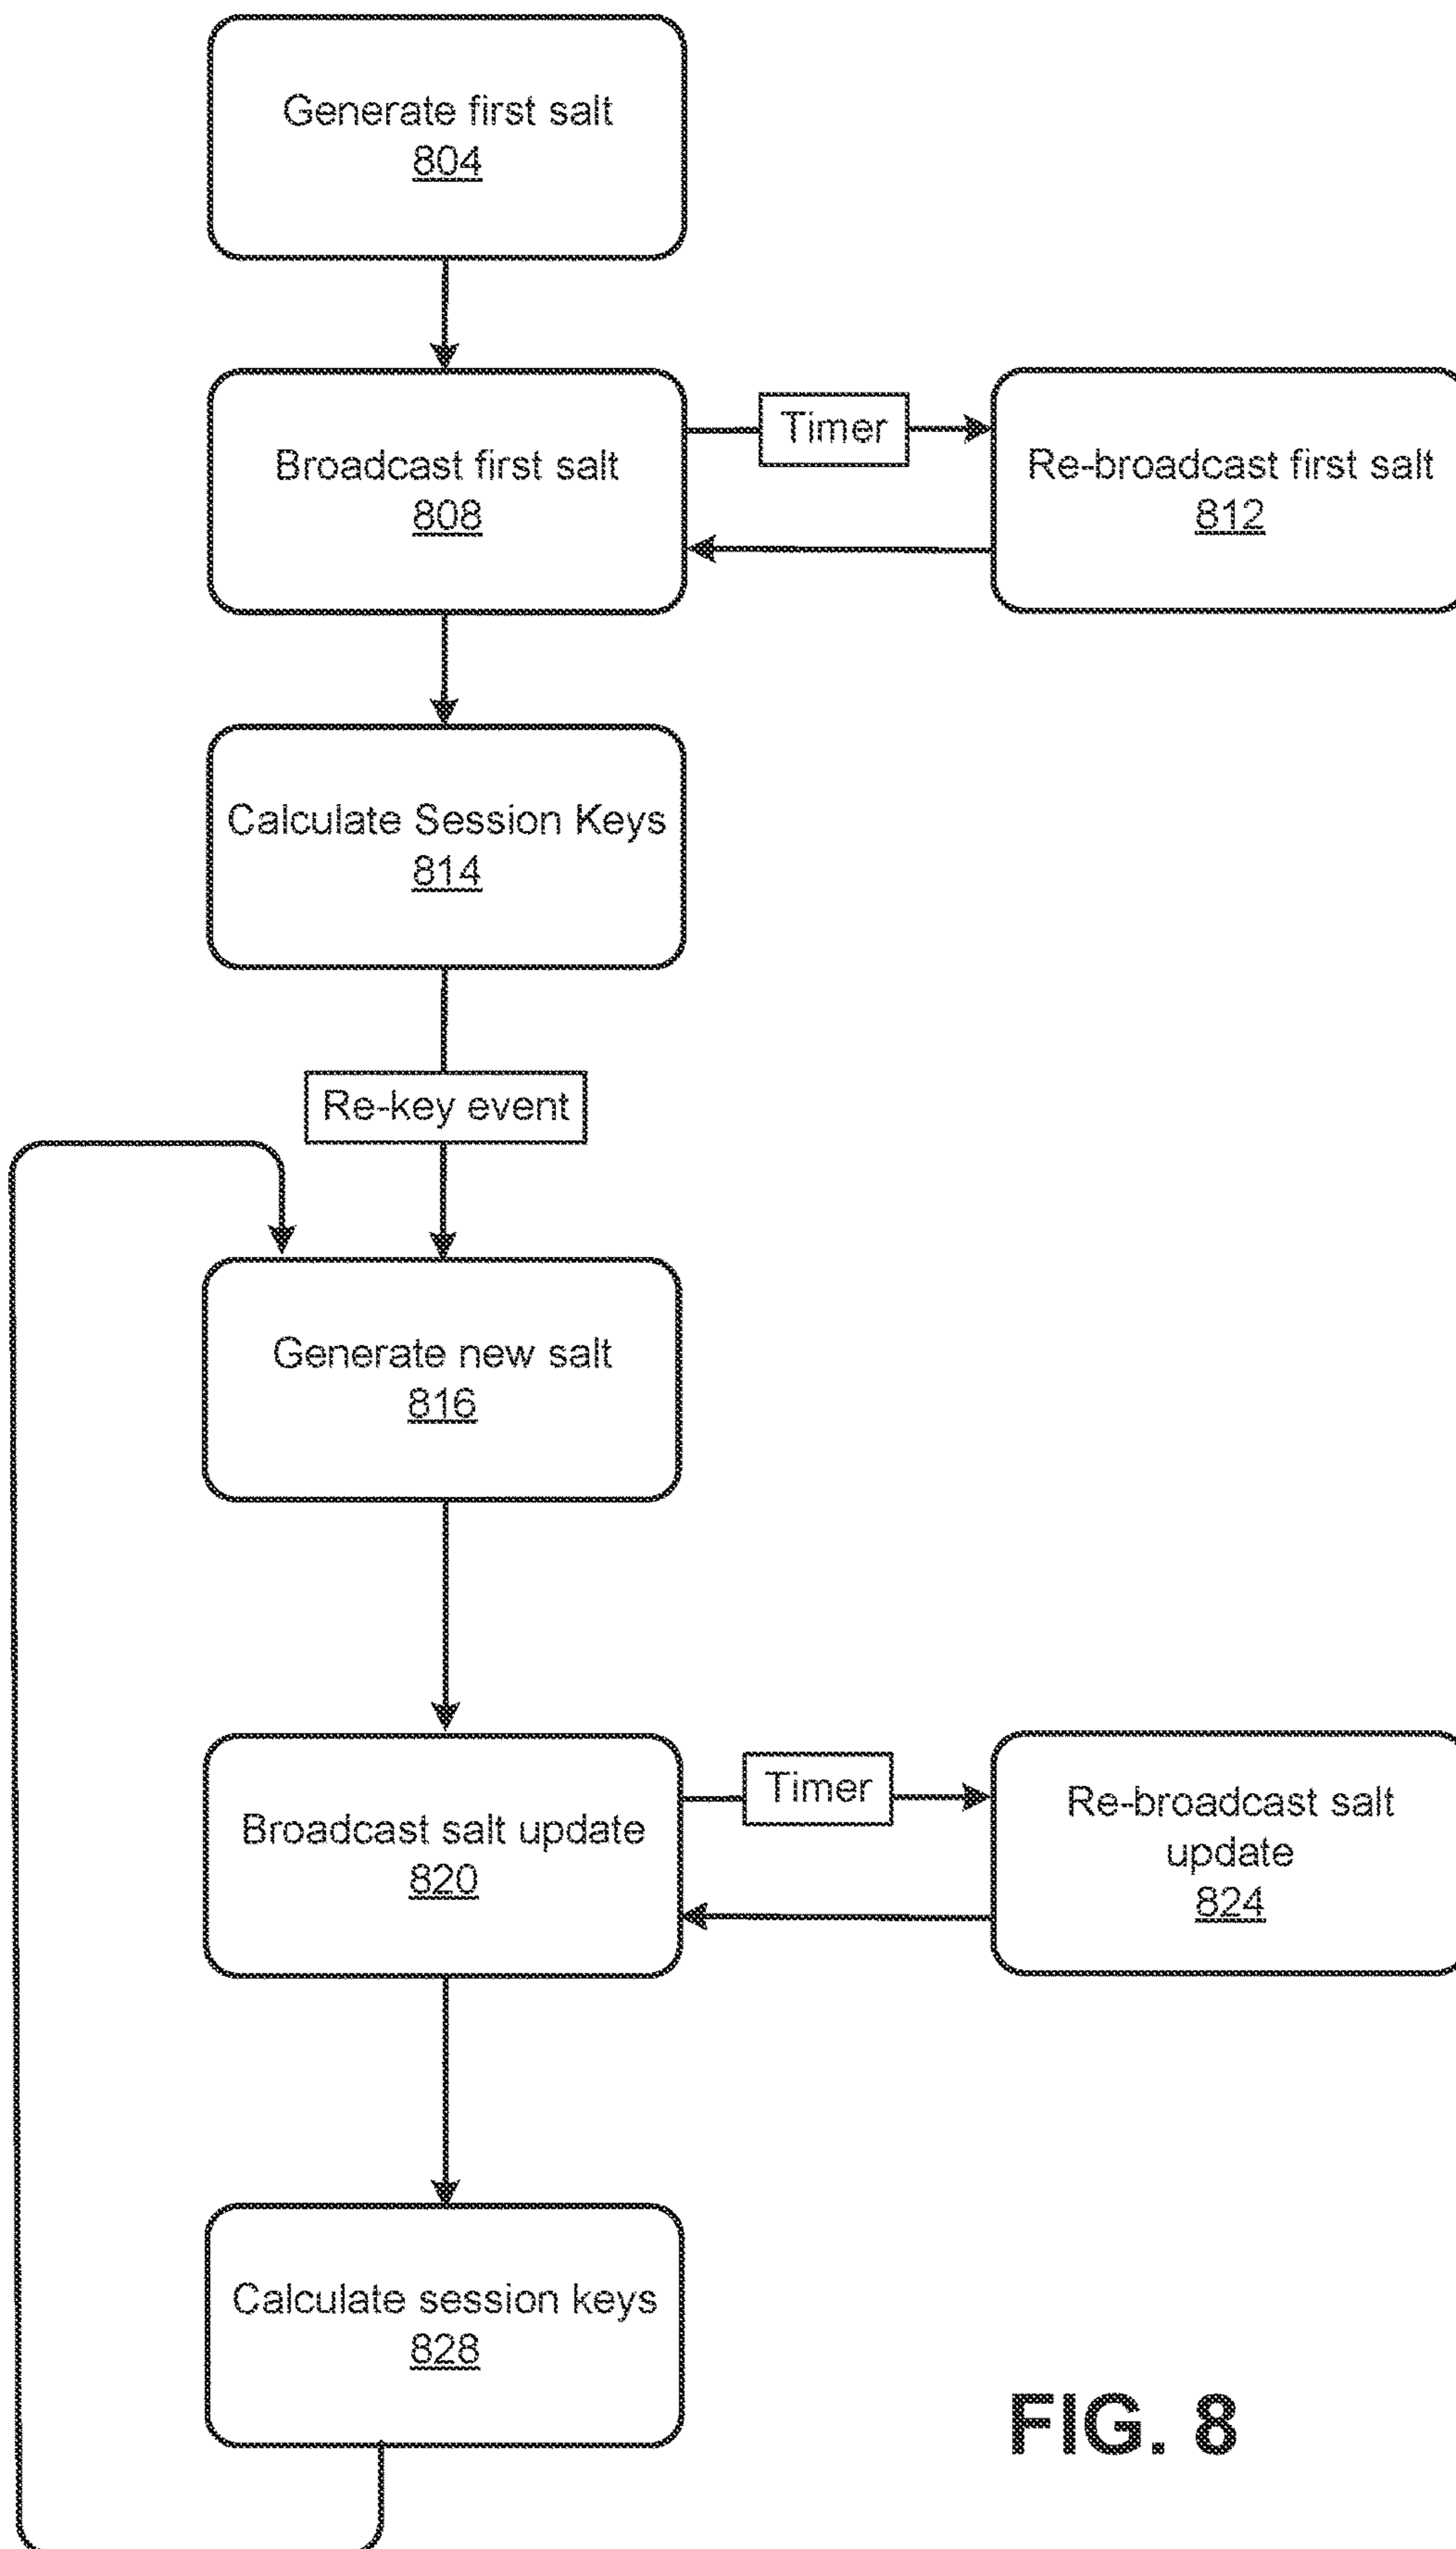 Generate first salt
804
Broadcast first salt
808
Timer
Re-broadcast first salt
812
Calculate Session Keys
814
Re-key event
Generate new salt
816
Broadcast salt update
820
Timer
Re-broadcast salt
update
824
Calculate session keys
828
FIG. 8